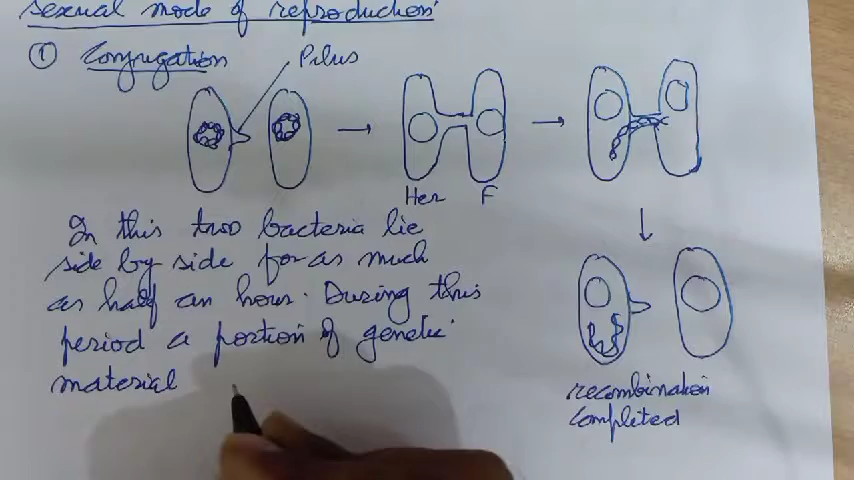 sexual mode of reproduction
① Conjugation
Pilus
Her F
In this two bacteria lie
side by side for as much
as half an hour. During this
period a portion of genetic
material
recombination
completed